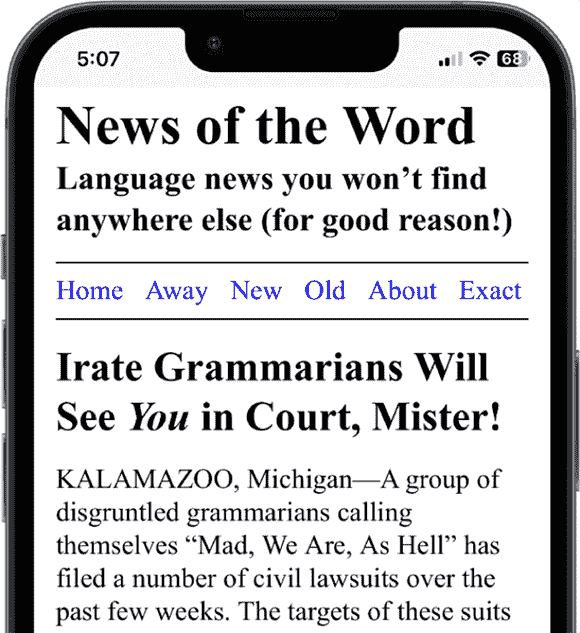 5:07
68
News of the Word
Language news you won’t find
anywhere else (for good reason!)
Home Away New Old About Exact
Irate Grammarians Will
See You in Court, Mister!
KALAMAZOO, Michigan—A group of
disgruntled grammarians calling
themselves “Mad, We Are, As Hell” has
filed a number of civil lawsuits over the
past few weeks. The targets of these suits